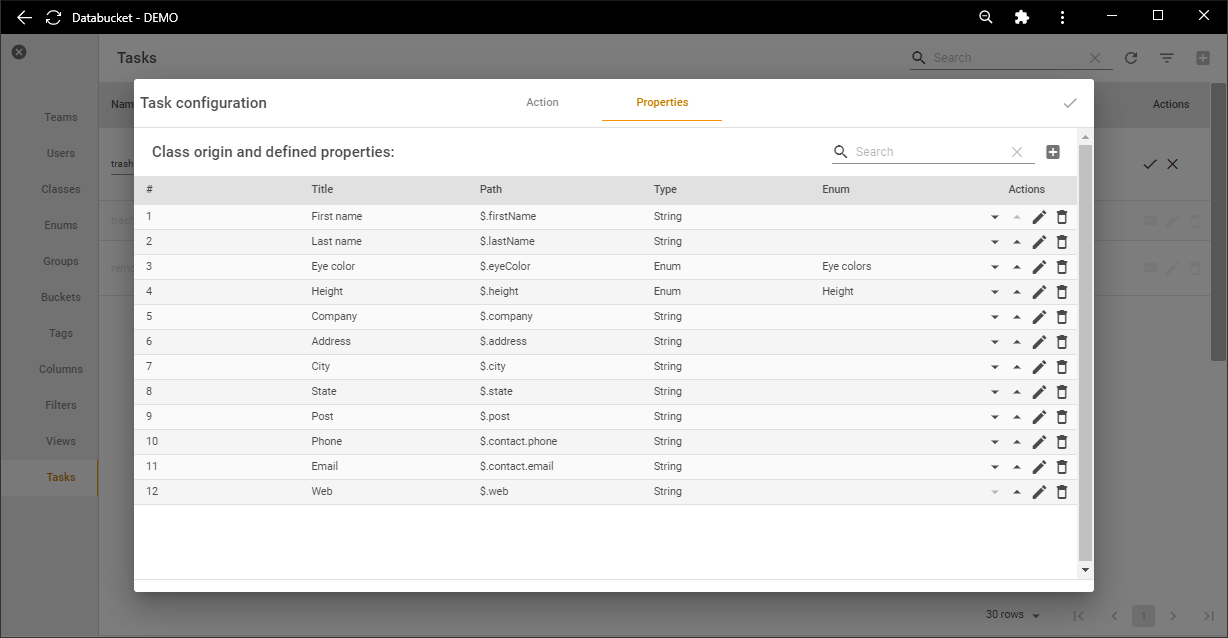 Databucket - DEMO
Tasks
Search
Teams
Users
Classes
Enums
Groups
Buckets
Tags
Columns
Filters
Views
Tasks
Nam
Actions
trash
trash
remo
Task configuration
Action
Properties
Class origin and defined properties:
Search
# Title Path Type Enum Actions
1 First name $.firstName String
2 Last name $.lastName String
3 Eye color $.eyeColor Enum Eye colors
4 Height $.height Enum Height
5 Company $.company String
6 Address $.address String
7 City $.city String
8 State $.state String
9 Post $.post String
10 Phone $.contact.phone String
11 Email $.contact.email String
12 Web $.web String
30 rows
1